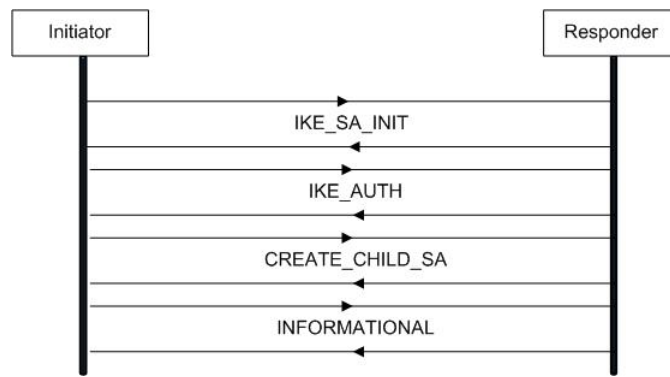 Initiator
Responder
IKE_SA_INIT
IKE_AUTH
CREATE_CHILD_SA
INFORMATIONAL